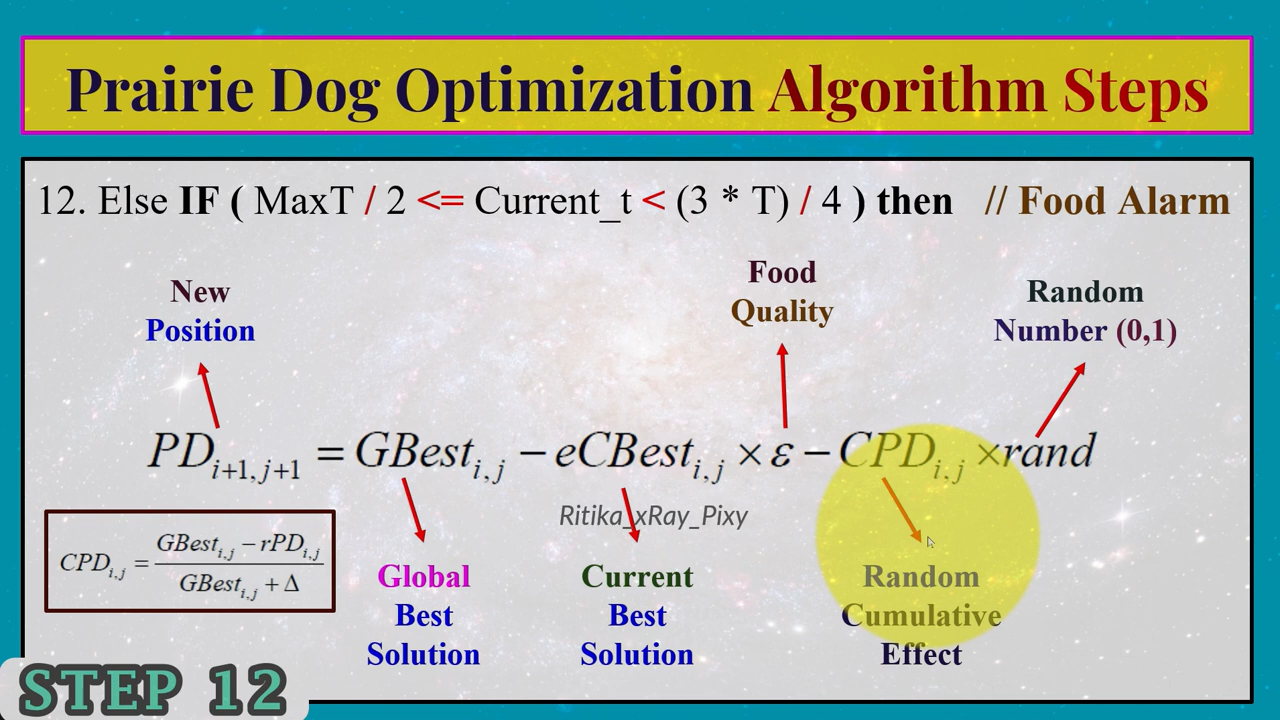 Prairie Dog Optimization Algorithm Steps
12. Else IF ( MaxT / 2 <= Current_t < (3 * T) / 4 ) then // Food Alarm
New
Position
Food
Quality
Random
Number (0,1)
PD_{i+1,j+1} = GBest_{i,j} − eCBest_{i,j} × ε − CPD_{i,j} × rand
Ritika_xRay_Pixy
CPD_{i,j} = \frac{GBest_{i,j} − rPD_{i,j}}{GBest_{i,j} + Δ}
Global
Best
Solution
Current
Best
Solution
Random
Cumulative
Effect
STEP 12